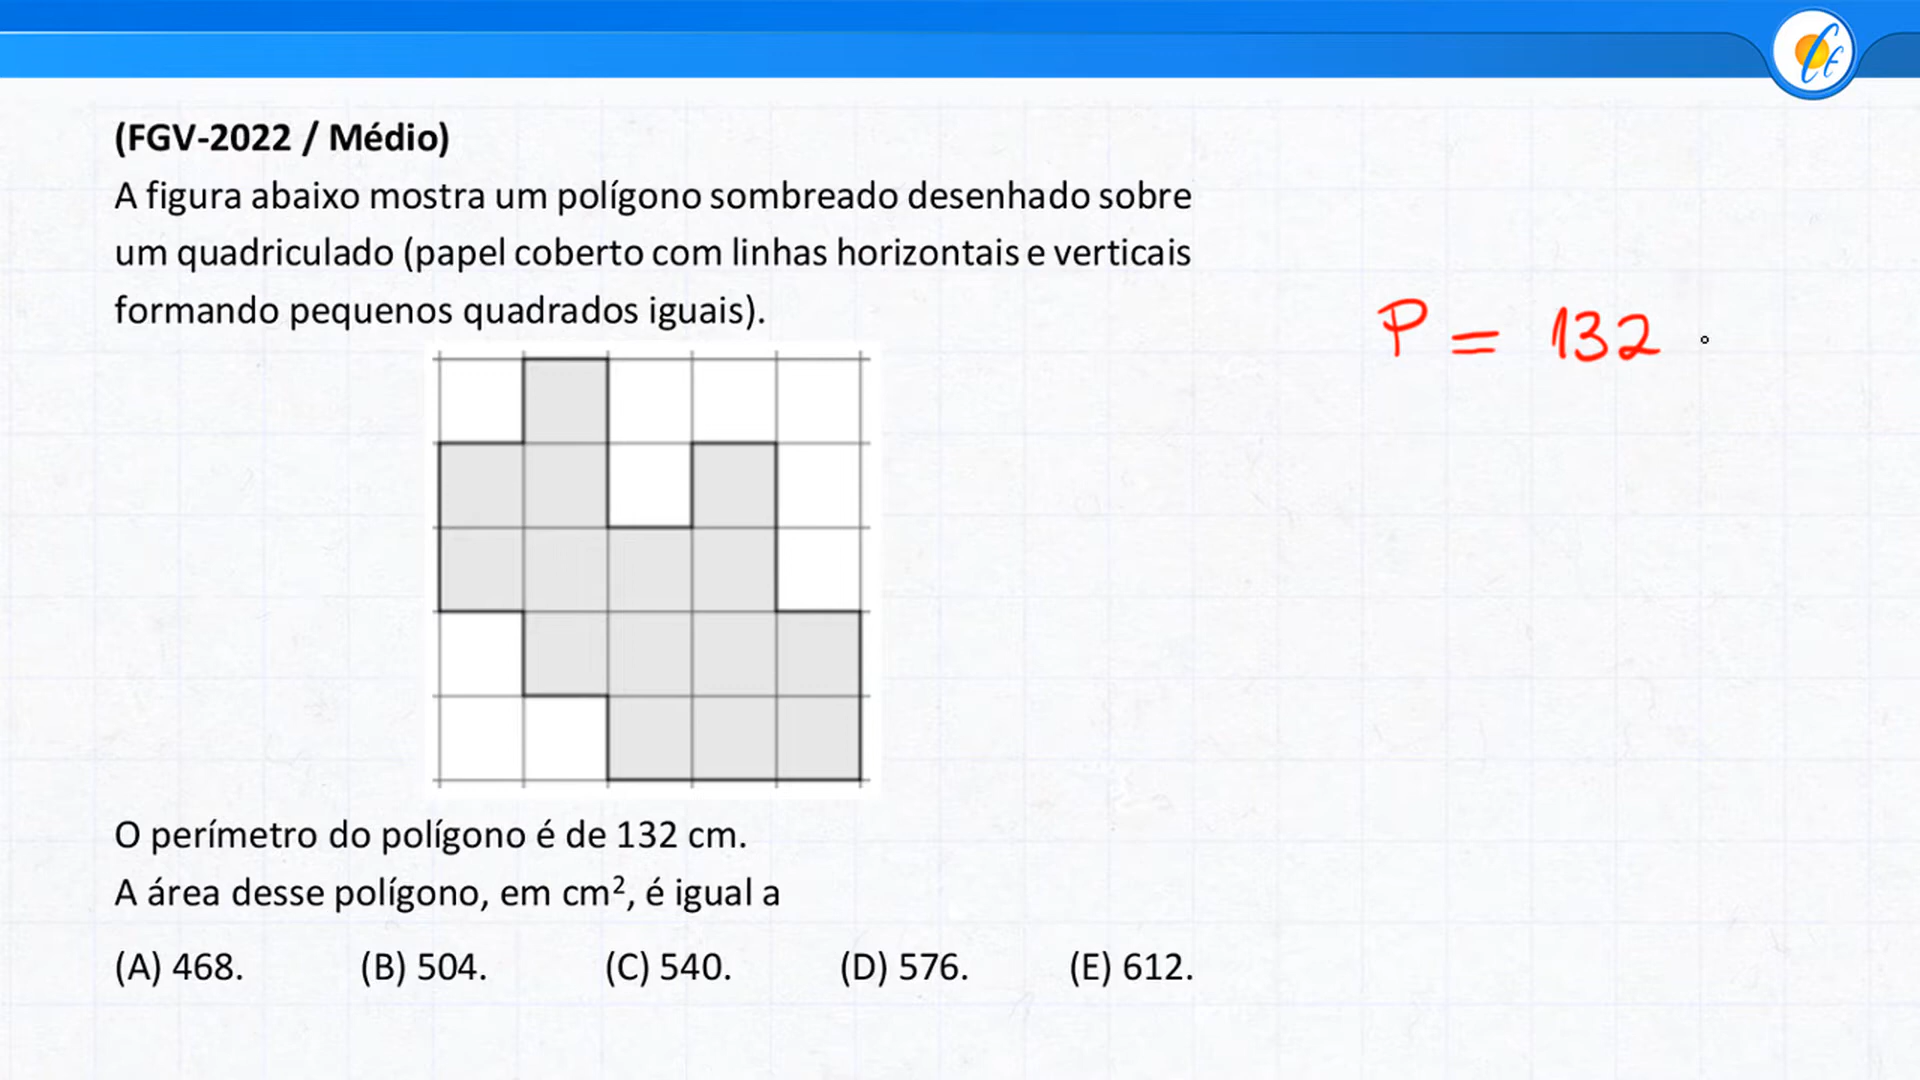 (FGV-2022 / Médio)
A figura abaixo mostra um polígono sombreado desenhado sobre
um quadriculado (papel coberto com linhas horizontais e verticais
formando pequenos quadrados iguais).
P = 132
O perímetro do polígono é de 132 cm.
A área desse polígono, em cm², é igual a
(A) 468. (B) 504. (C) 540. (D) 576. (E) 612.